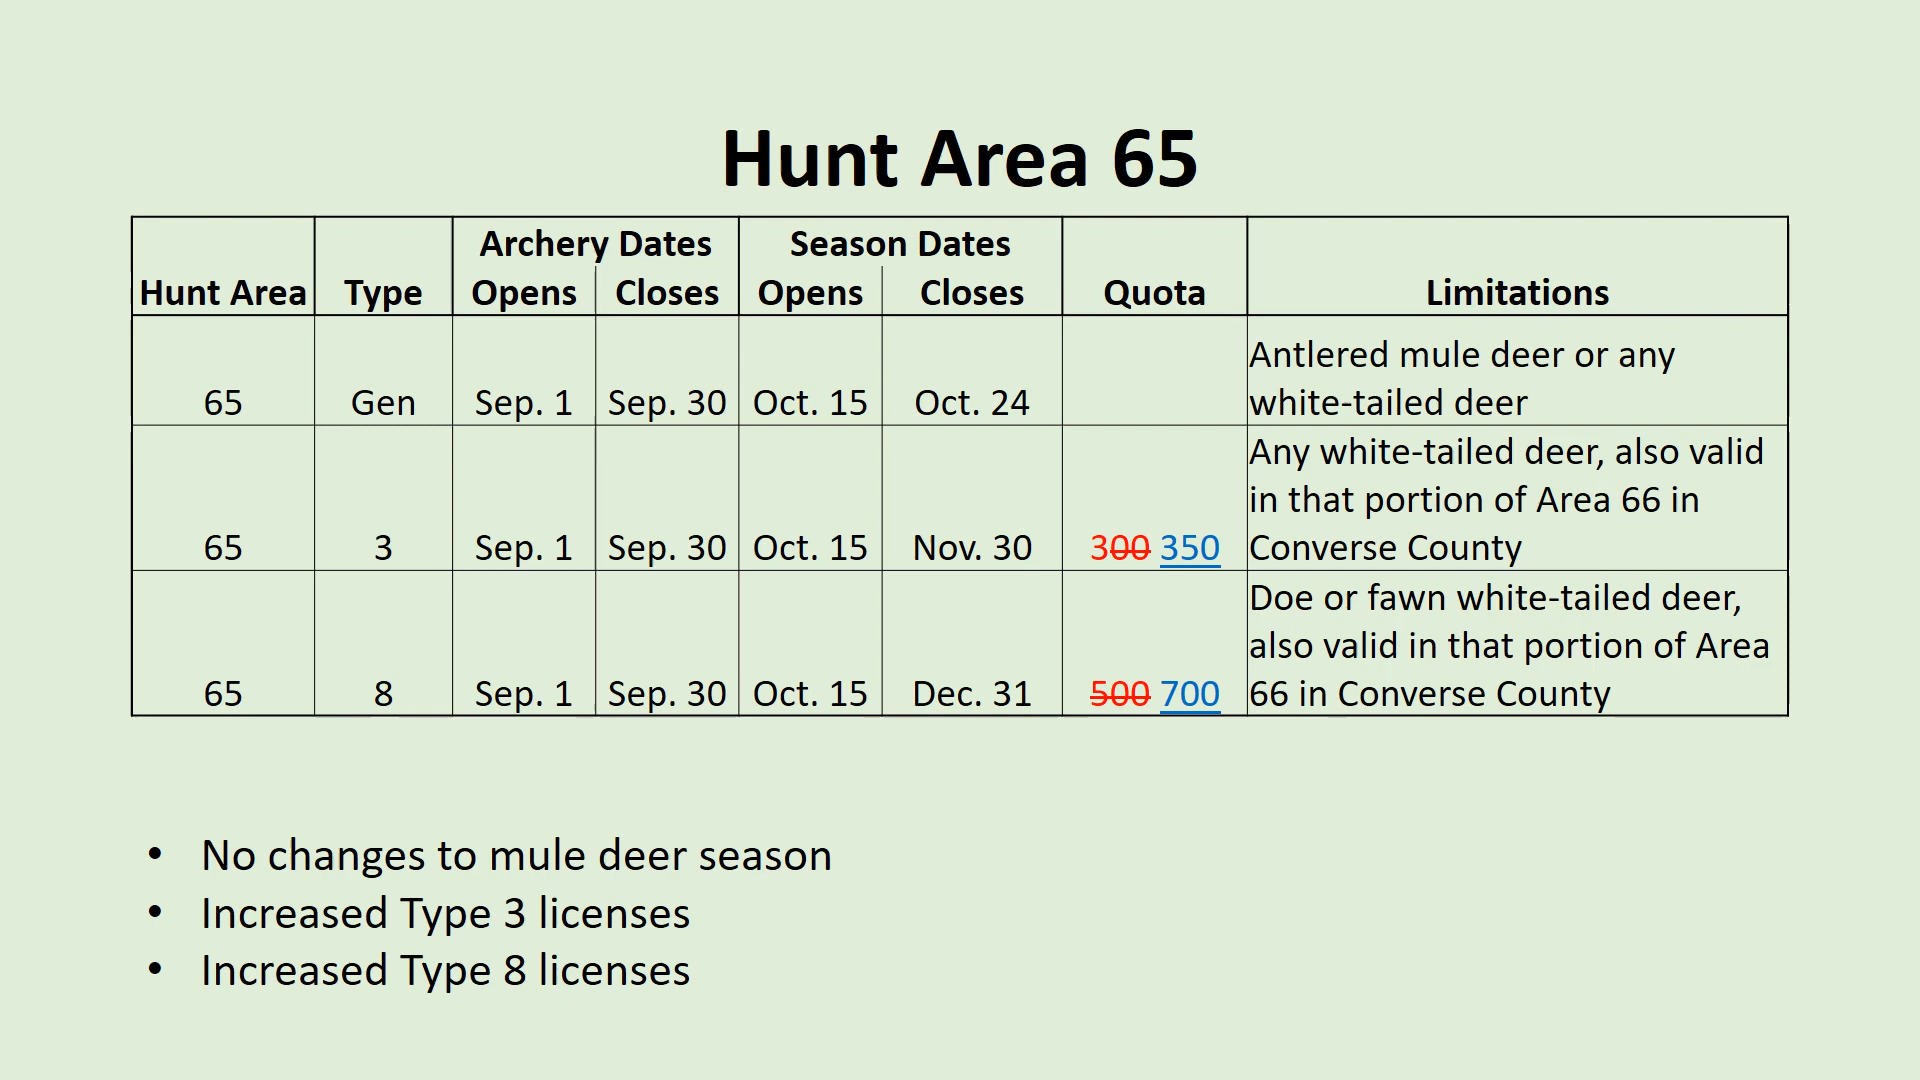 Hunt Area 65
Archery Dates Season Dates
Hunt Area Type Opens Closes Opens Closes Quota Limitations
Antlered mule deer or any
65 Gen Sep. 1 Sep. 30 Oct. 15 Oct. 24 white-tailed deer
Any white-tailed deer, also valid
in that portion of Area 66 in
65 3 Sep. 1 Sep. 30 Oct. 15 Nov. 30 300 350 Converse County
Doe or fawn white-tailed deer,
also valid in that portion of Area
65 8 Sep. 1 Sep. 30 Oct. 15 Dec. 31 500 700 66 in Converse County
• No changes to mule deer season
• Increased Type 3 licenses
• Increased Type 8 licenses